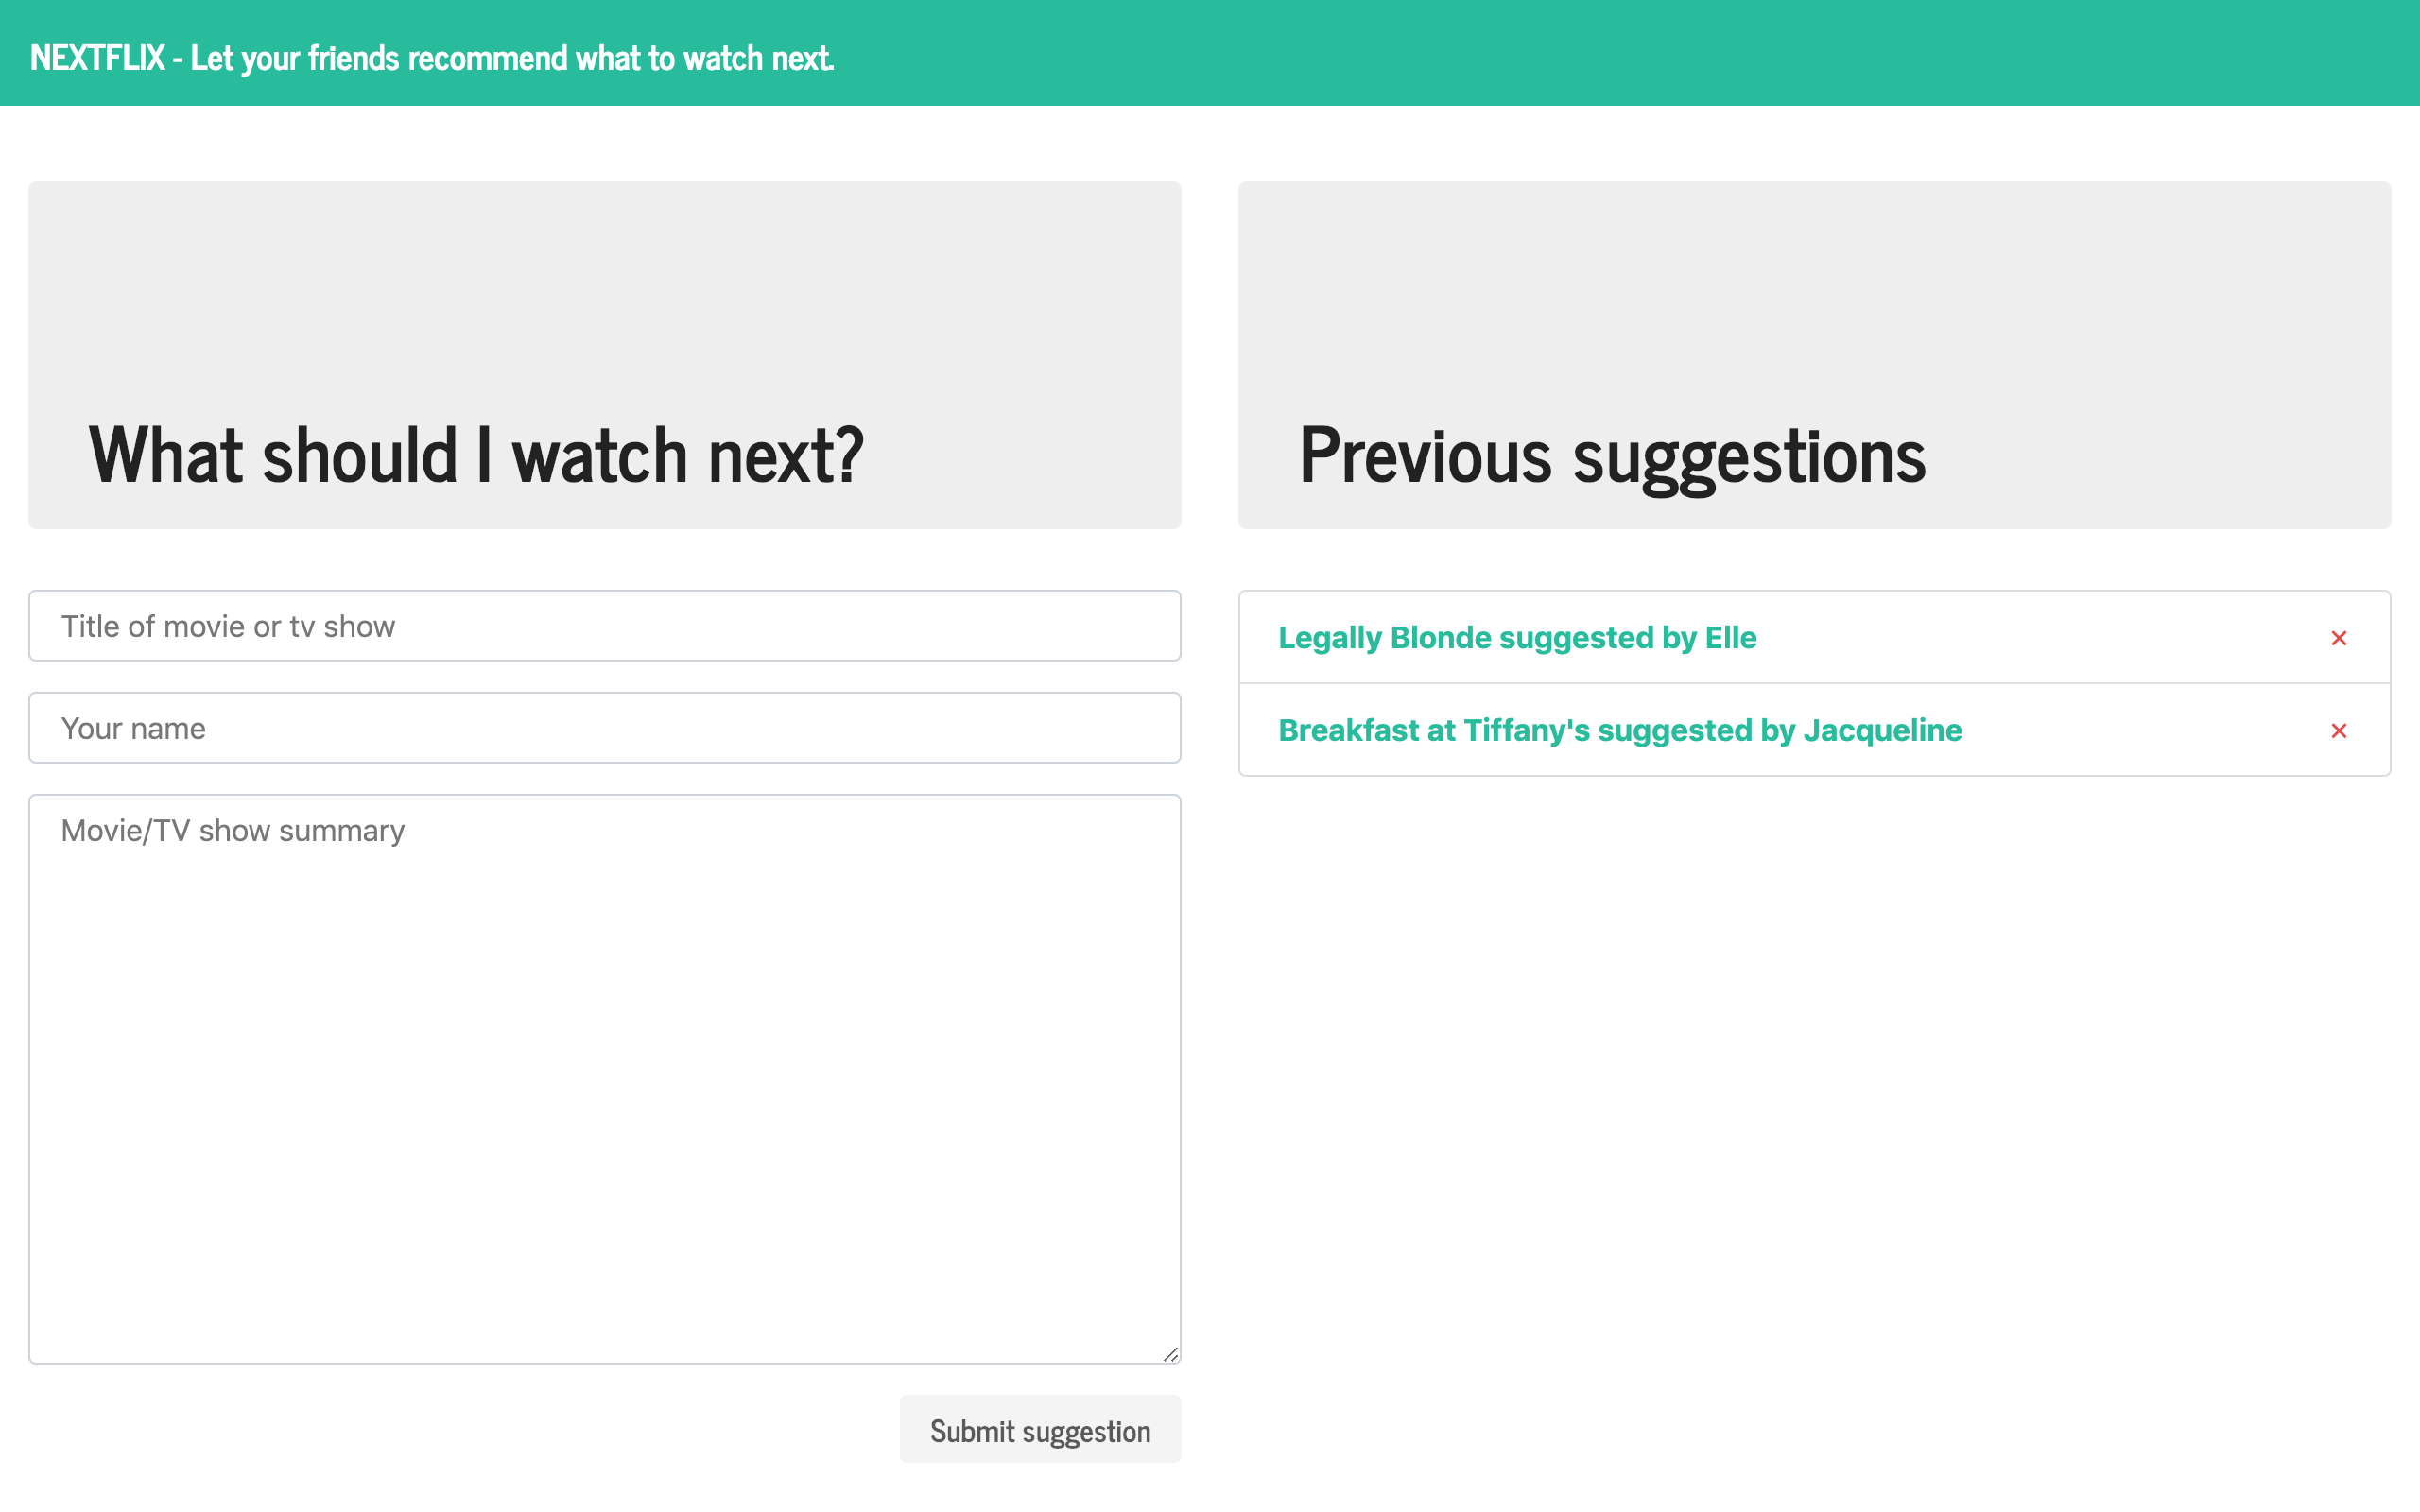 NEXTFLIX - Let your friends recommend what to watch next.
What should I watch next?
Title of movie or tv show
Your name
Movie/TV show summary
Submit suggestion
Previous suggestions
Legally Blonde suggested by Elle ×
Breakfast at Tiffany's suggested by Jacqueline ×